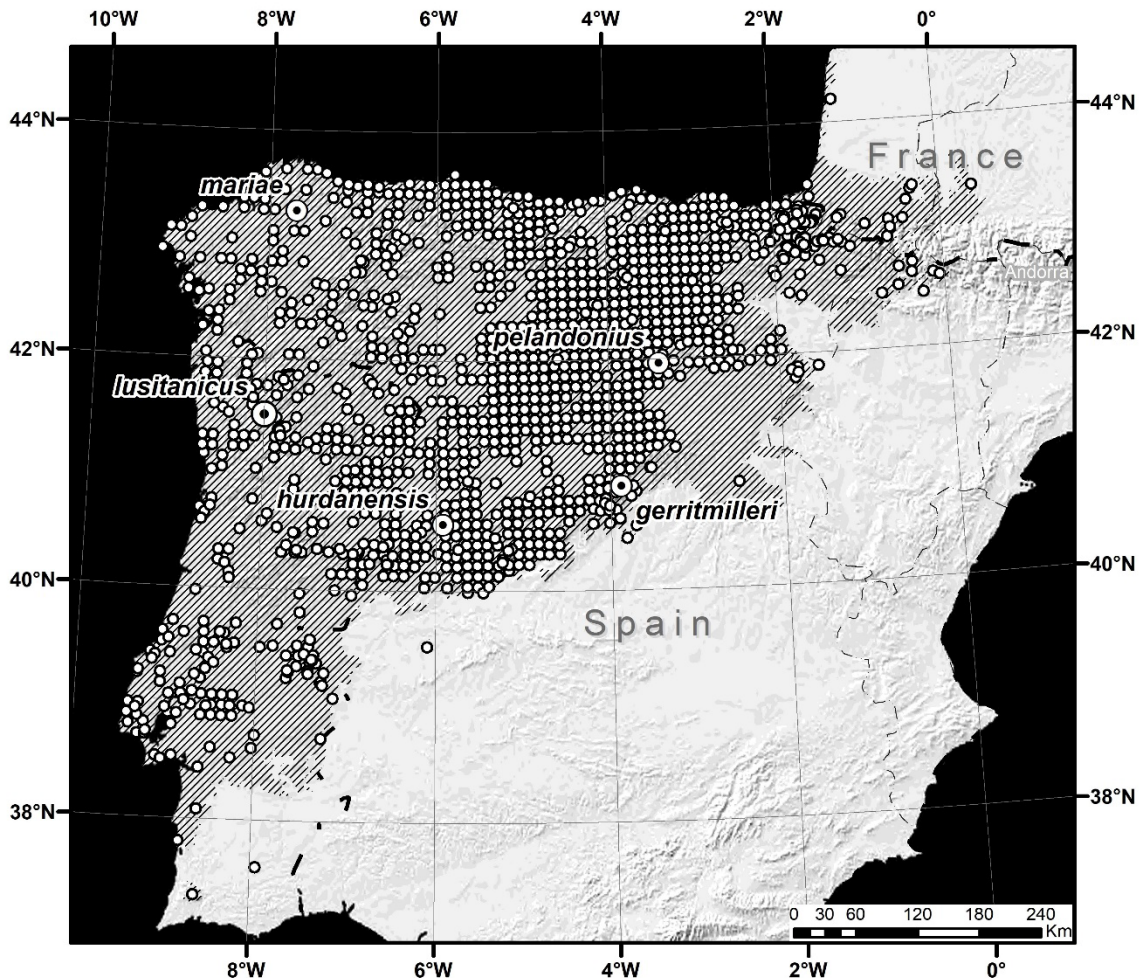 10°W 8°W 6°W 4°W 2°W 0°
44°N 44°N
France
mariae
Andorra
42°N pelandonius 42°N
lusitanicus
hurdanensis
gerritmilleri
40°N 40°N
Spain
38°N 38°N
0 30 60 120 180 240
Km
8°W 6°W 4°W 2°W 0°